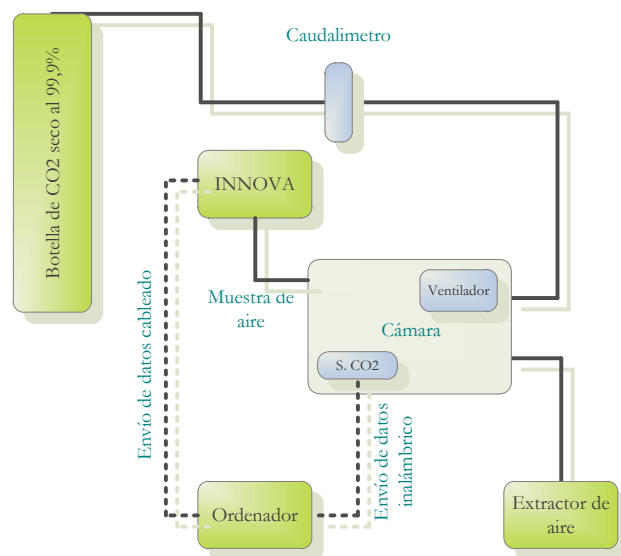 Botella de CO2 seco al 99,9%
Caudalimetro
INNOVA
Muestra de
aire
Ventilador
Cámara
S. CO2
Envío de datos cableado
Envío de datos
inalámbrico
Ordenador
Extractor de
aire